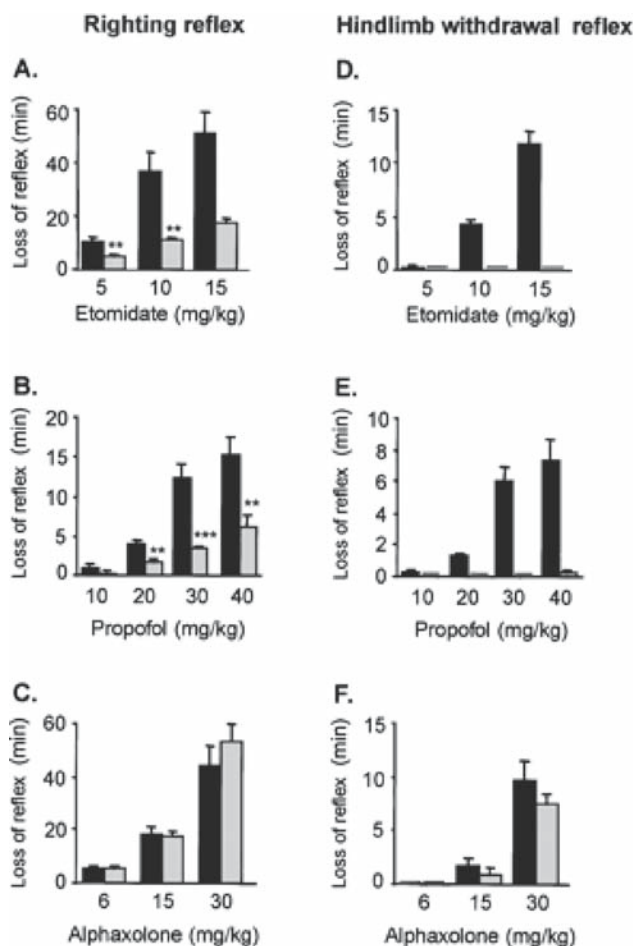 Righting reflex
Hindlimb withdrawal reflex
A.
Loss of reflex (min)
60
40
20
0
** **
5 10 15
Etomidate (mg/kg)
D.
Loss of reflex (min)
15
10
5
0
5 10 15
Etomidate (mg/kg)
B.
Loss of reflex (min)
20
15
10
5
0
** *** **
10 20 30 40
Propofol (mg/kg)
E.
Loss of reflex (min)
10
8
6
4
2
0
10 20 30 40
Propofol (mg/kg)
C.
Loss of reflex (min)
60
40
20
0
6 15 30
Alphaxolone (mg/kg)
F.
Loss of reflex (min)
15
10
5
0
6 15 30
Alphaxolone (mg/kg)